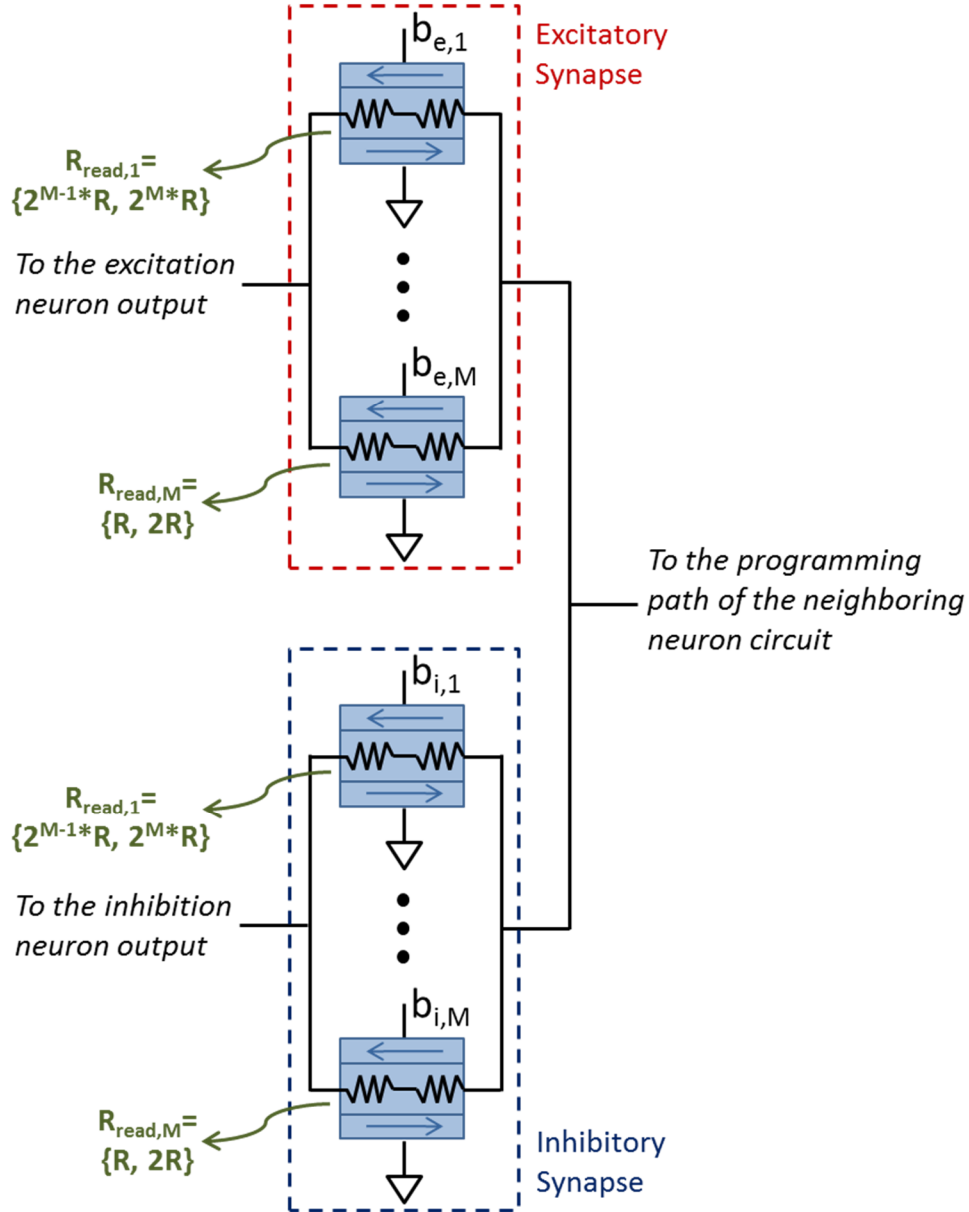 b_{e,1}
Excitatory
Synapse
R_{read,1}=
{2^{M-1}*R, 2^{M}*R}
To the excitation
neuron output
b_{e,M}
R_{read,M}=
{R, 2R}
To the programming
path of the neighboring
neuron circuit
b_{i,1}
R_{read,1}=
{2^{M-1}*R, 2^{M}*R}
To the inhibition
neuron output
b_{i,M}
R_{read,M}=
{R, 2R}
Inhibitory
Synapse